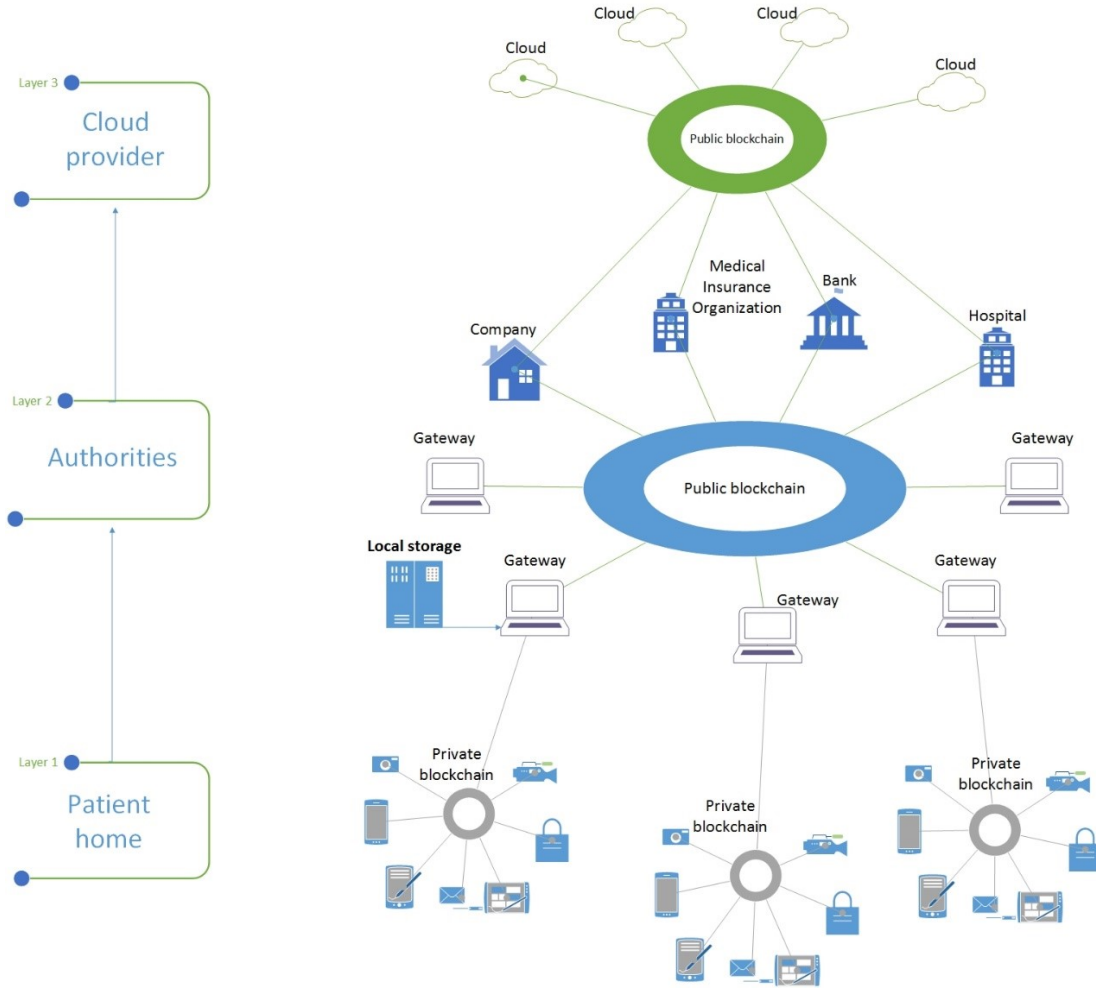 Layer 3
Cloud
provider
Layer 2
Authorities
Layer 1
Patient
home
Cloud
Cloud
Cloud
Cloud
Public blockchain
Medical
Insurance
Organization
Bank
Company
Hospital
Gateway
Gateway
Public blockchain
Local storage
Gateway
Gateway
Gateway
Private
blockchain
Private
blockchain
Private
blockchain